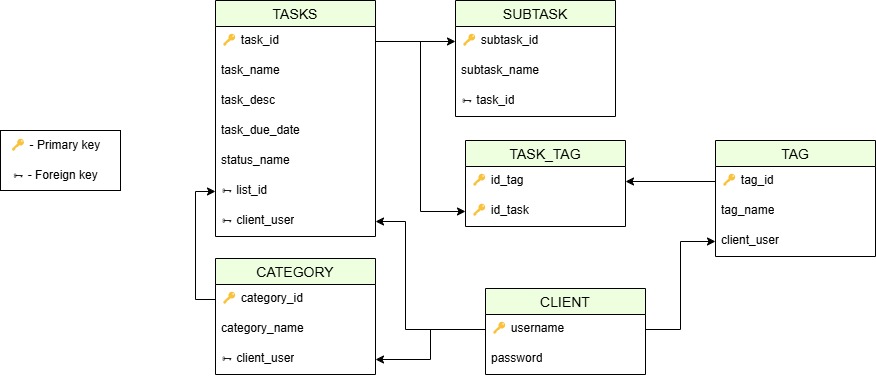 TASKS
task_id
task_name
task_desc
task_due_date
status_name
list_id
client_user
SUBTASK
subtask_id
subtask_name
task_id
- Primary key
- Foreign key
TASK_TAG
id_tag
id_task
TAG
tag_id
tag_name
client_user
CATEGORY
category_id
category_name
client_user
CLIENT
username
password